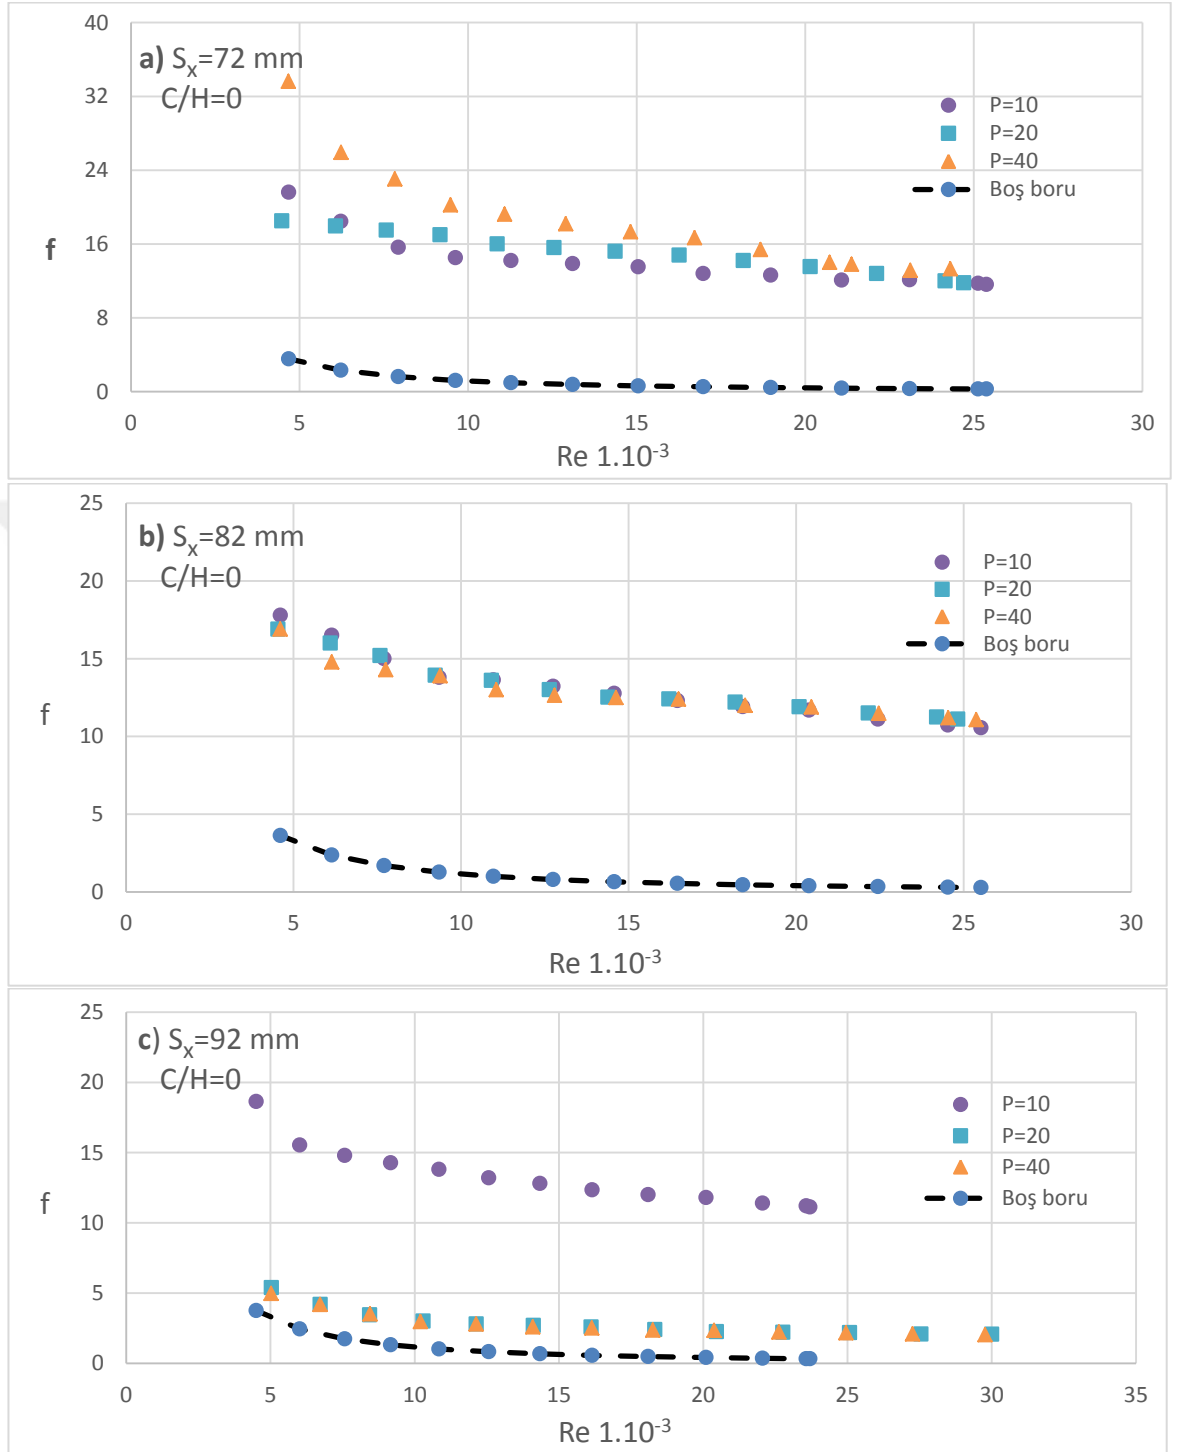 40
32
24
16
8
0
f
a) Sₓ=72 mm
C/H=0
P=10
P=20
P=40
Boş boru
0 5 10 15 20 25 30
Re 1.10⁻³
25
20
15
10
5
0
f
b) Sₓ=82 mm
C/H=0
P=10
P=20
P=40
Boş boru
0 5 10 15 20 25 30
Re 1.10⁻³
25
20
15
10
5
0
f
c) Sₓ=92 mm
C/H=0
P=10
P=20
P=40
Boş boru
0 5 10 15 20 25 30 35
Re 1.10⁻³